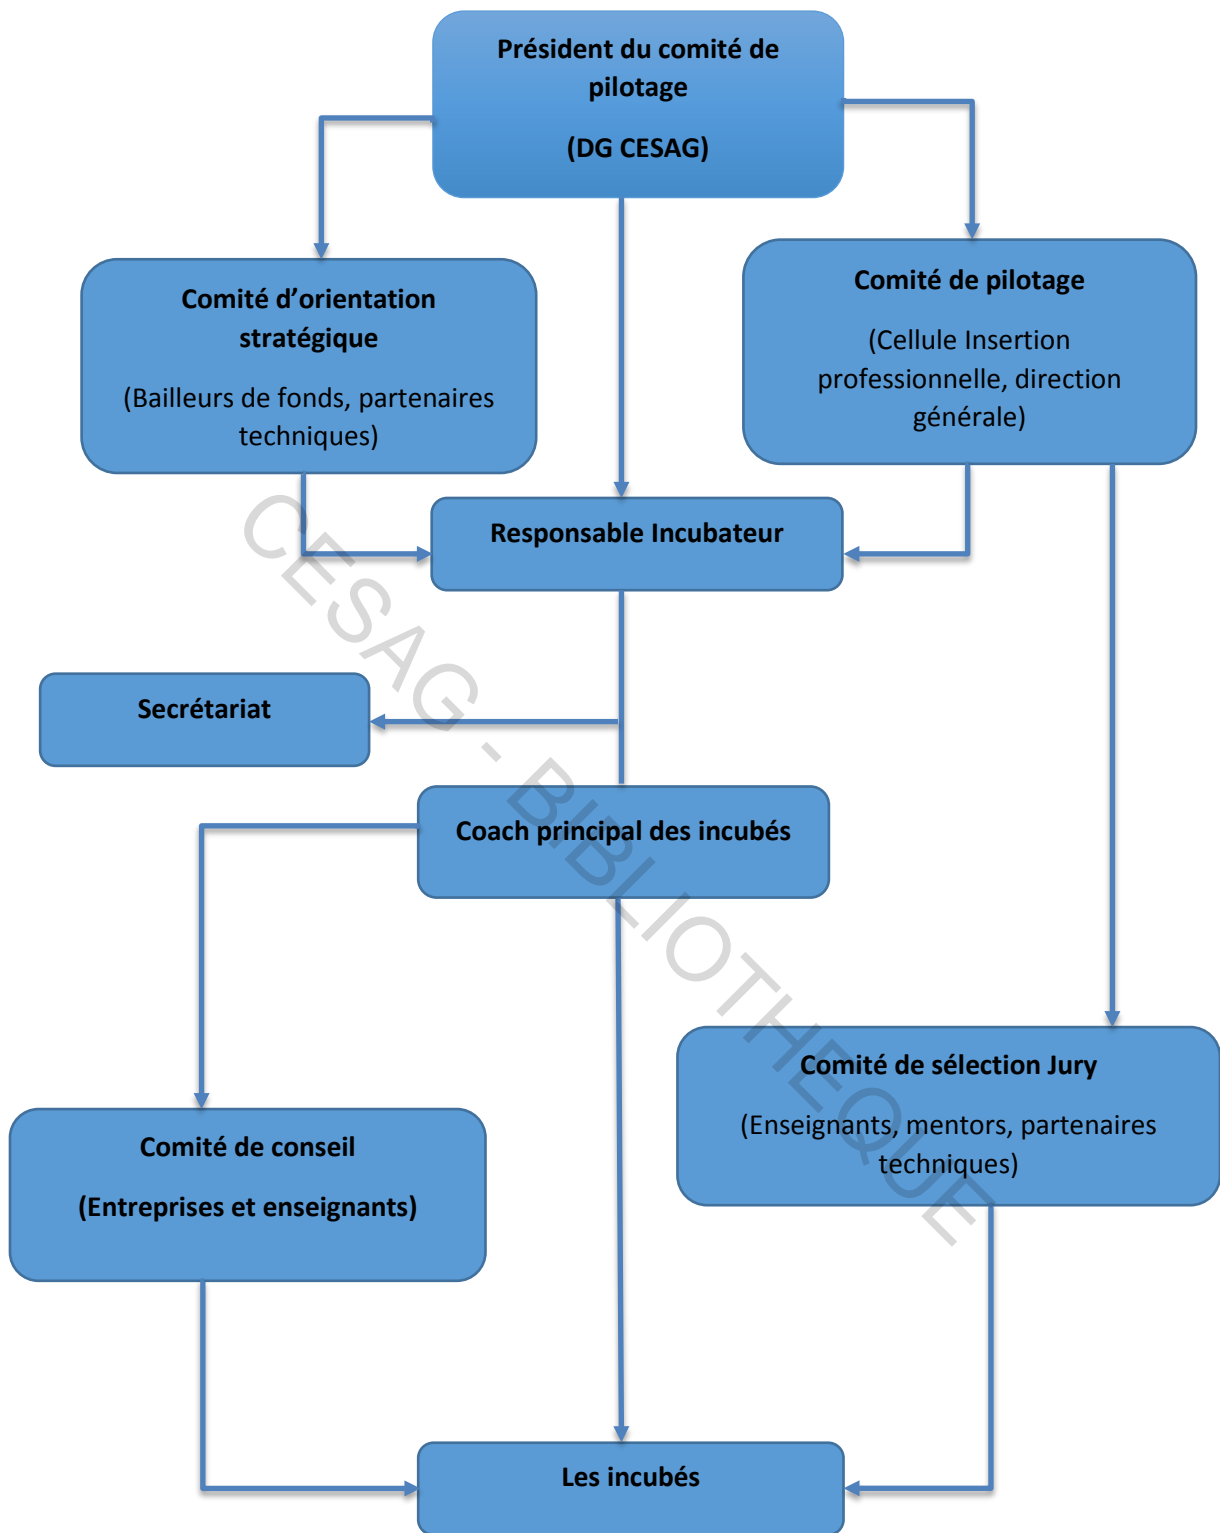 Président du comité de
pilotage
(DG CESAG)
Comité d’orientation
stratégique
(Bailleurs de fonds, partenaires
techniques)
Comité de pilotage
(Cellule Insertion
professionnelle, direction
générale)
Responsable Incubateur
Secrétariat
Coach principal des incubés
Comité de sélection Jury
(Enseignants, mentors, partenaires
techniques)
Comité de conseil
(Entreprises et enseignants)
Les incubés
CESAG - BIBLIOTHEQUE